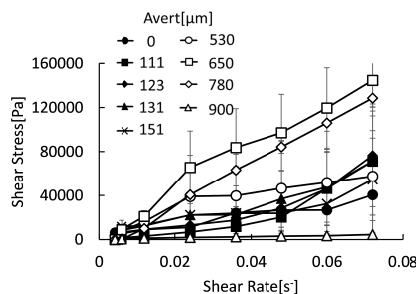 Avert[μm]
0 530
111 650
123 780
131 900
151
160000
120000
80000
40000
0
Shear Stress[Pa]
0 0.02 0.04 0.06 0.08
Shear Rate[s-]